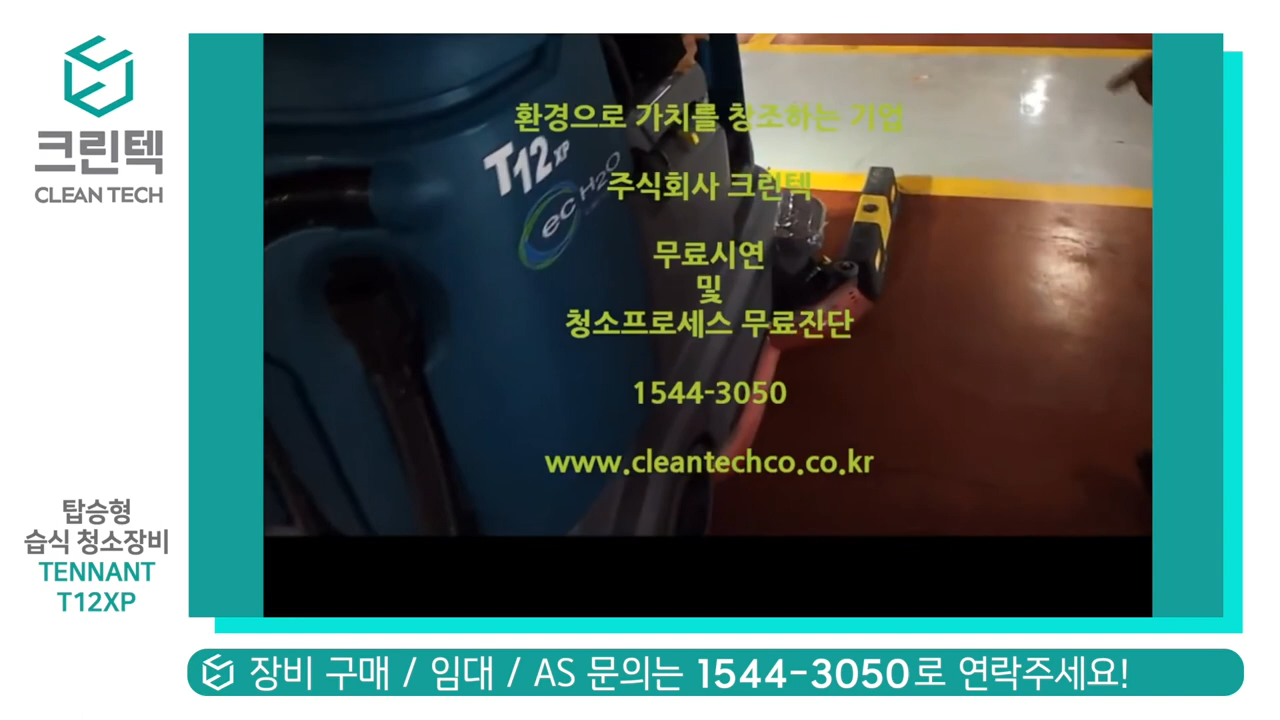 크린텍
CLEAN TECH
환경으로 가치를 창조하는 기업
T12XP
ec H2O
주식회사 크린텍
무료시연
및
청소프로세스 무료진단
1544-3050
www.cleantechco.co.kr
탑승형
습식 청소장비
TENNANT
T12XP
장비 구매 / 임대 / AS 문의는 1544-3050로 연락주세요!